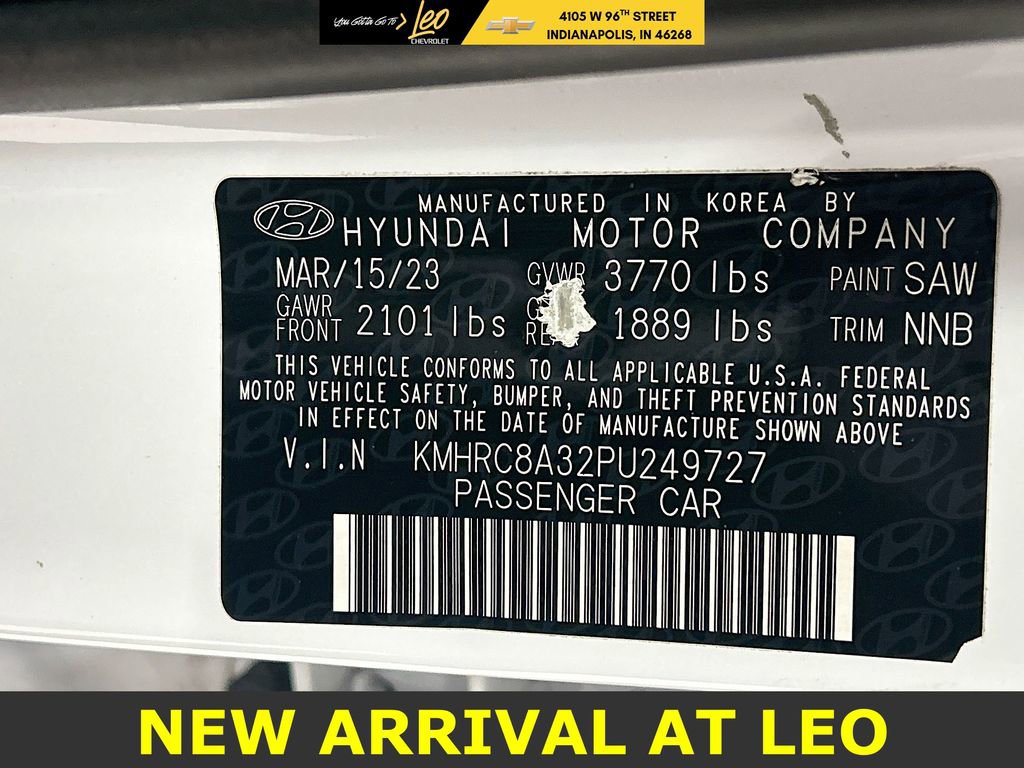 You Gotta Go To > Leo
CHEVROLET
4105 W 96TH STREET
INDIANAPOLIS, IN 46268
MANUFACTURED IN KOREA BY
HYUNDAI MOTOR COMPANY
MAR/15/23 GVWR 3770 lbs PAINT SAW
GAWR
FRONT 2101 lbs 1889 lbs TRIM NNB
THIS VEHICLE CONFORMS TO ALL APPLICABLE U.S.A. FEDERAL
MOTOR VEHICLE SAFETY, BUMPER, AND THEFT PREVENTION STANDARDS
IN EFFECT ON THE DATE OF MANUFACTURE SHOWN ABOVE
V.I.N KMHRC8A32PU249727
PASSENGER CAR
NEW ARRIVAL AT LEO